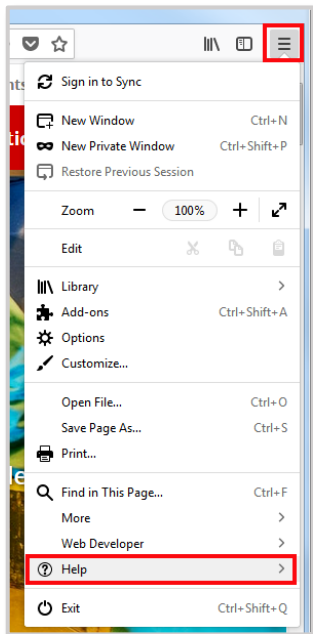 Sign in to Sync
New Window Ctrl+N
New Private Window Ctrl+Shift+P
Restore Previous Session
Zoom 100%
Edit
Library
Add-ons Ctrl+Shift+A
Options
Customize...
Open File... Ctrl+O
Save Page As... Ctrl+S
Print...
Find in This Page... Ctrl+F
More
Web Developer
Help
Exit Ctrl+Shift+Q